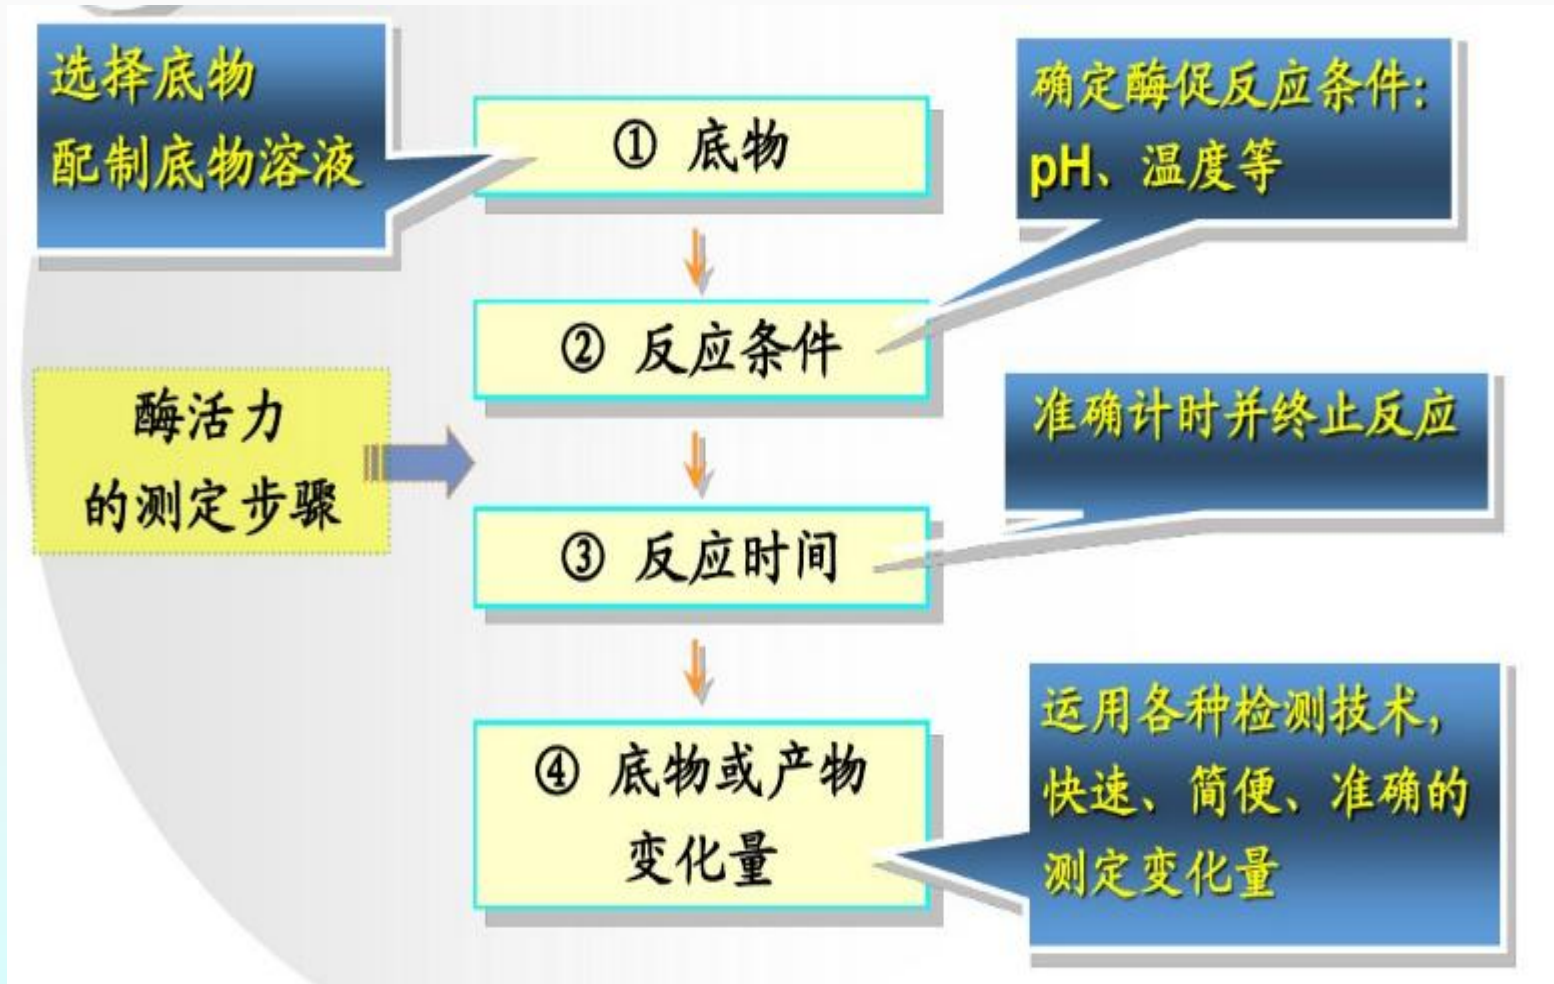 选择底物
配制底物溶液
① 底物
确定酶促反应条件：
pH、温度等
② 反应条件
酶活力
的测定步骤
准确计时并终止反应
③ 反应时间
④ 底物或产物
变化量
运用各种检测技术，
快速、简便、准确的
测定变化量